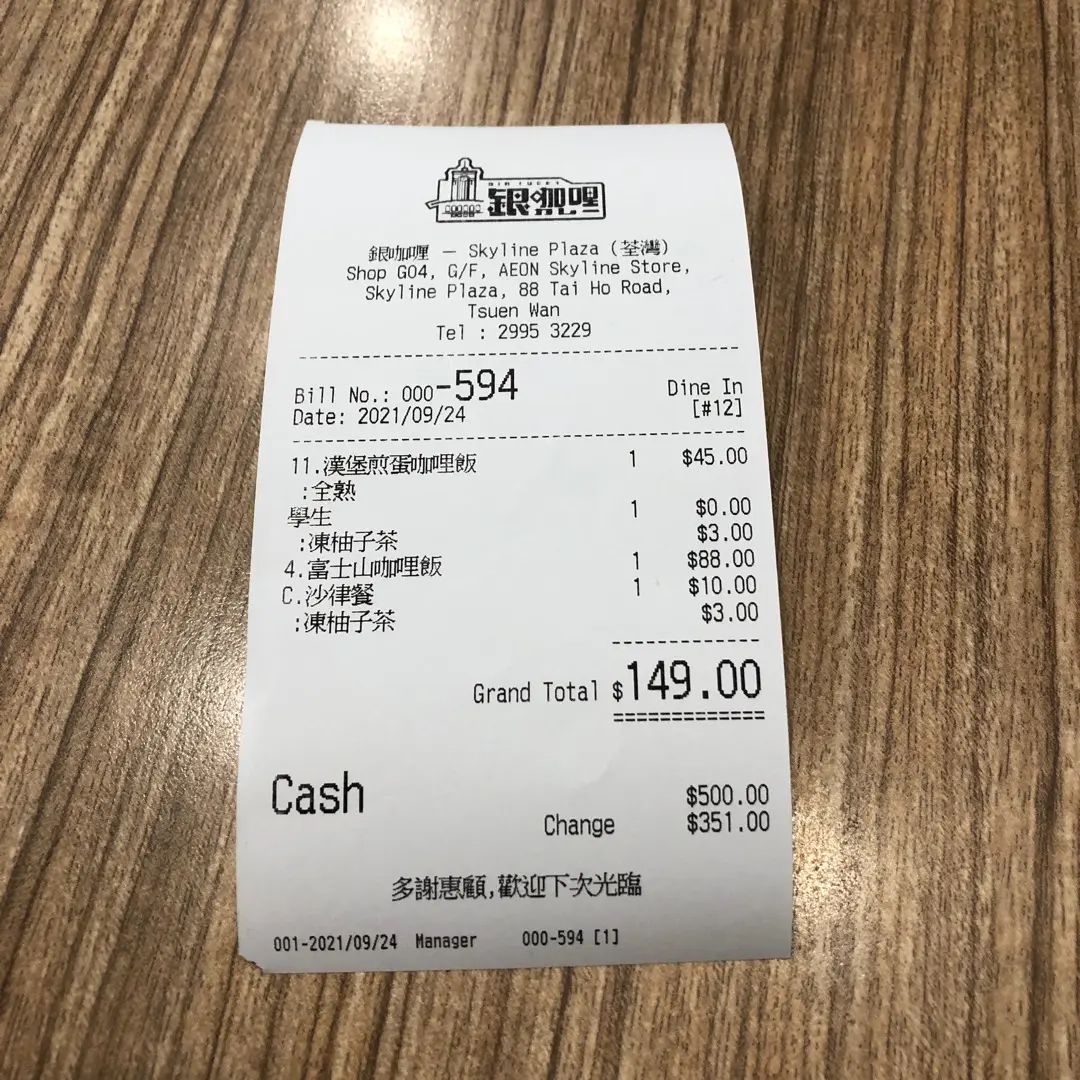 銀咖喱
銀咖喱 — Skyline Plaza (荃灣)
Shop G04, G/F, AEON Skyline Store,
Skyline Plaza, 88 Tai Ho Road,
Tsuen Wan
Tel : 2995 3229
Bill No.: 000-594 Dine In
Date: 2021/09/24 [#12]
11.漢堡煎蛋咖喱飯 1 $45.00
:全熟
學生 1 $0.00
:凍柚子茶 $3.00
4.富士山咖喱飯 1 $88.00
C.沙律餐 1 $10.00
:凍柚子茶 $3.00
Grand Total $149.00
Cash $500.00
Change $351.00
多謝惠顧,歡迎下次光臨
001-2021/09/24 Manager 000-594 [1]